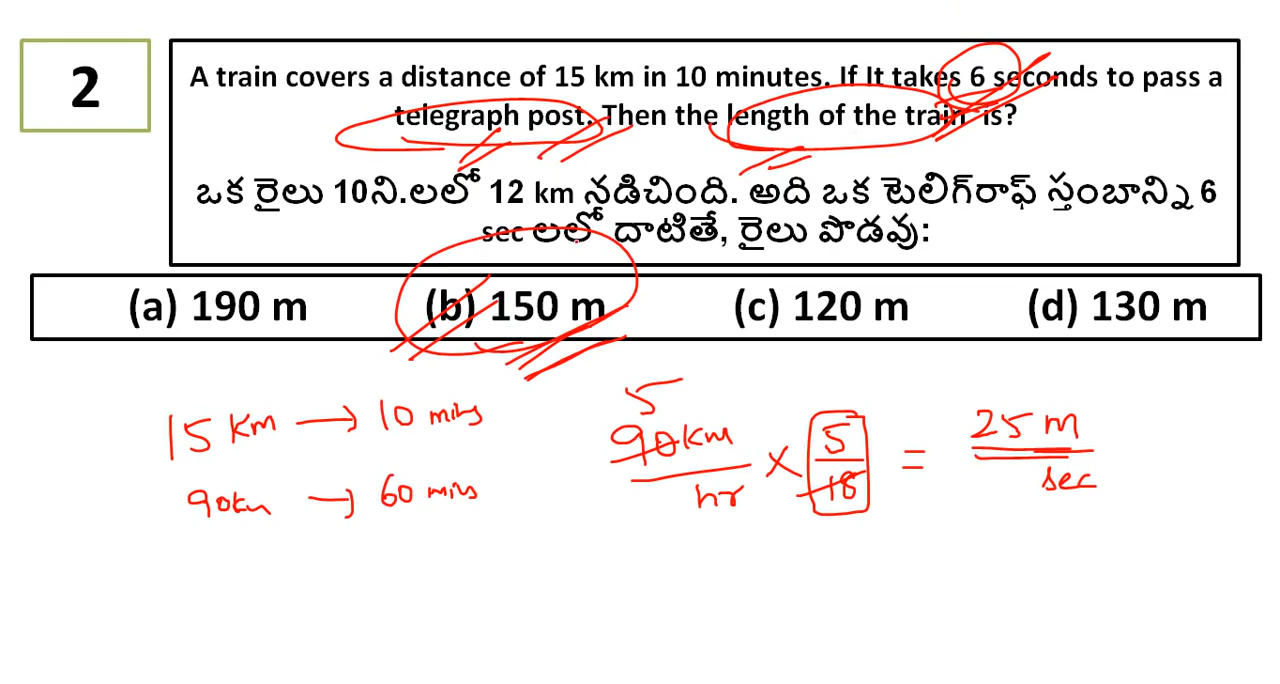 2
A train covers a distance of 15 km in 10 minutes. If It takes 6 seconds to pass a
telegraph post. Then the length of the train is?
ఒక రైలు 10ని.లలో 12 km నడిచింది. అది ఒక టెలిగ్‌రాఫ్ స్తంబాన్ని 6
sec లలో దాటితే, రైలు పొడవు:
(a) 190 m (b) 150 m (c) 120 m (d) 130 m
15 km → 10 mins
90km → 60 mins
5
90km/hr × 5/18 = 25 m/sec